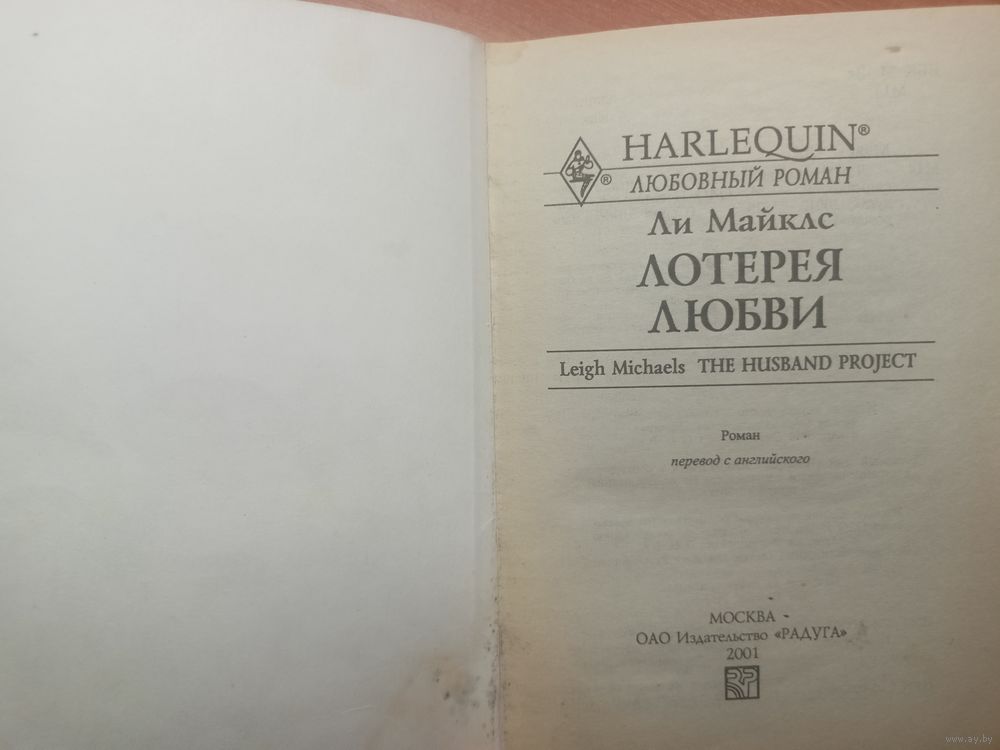 HARLEQUIN®
®
ЛЮБОВНЫЙ РОМАН
Ли Майклс
ЛОТЕРЕЯ
ЛЮБВИ
Leigh Michaels THE HUSBAND PROJECT
Роман
перевод с английского
МОСКВА
ОАО Издательство «РАДУГА»
2001
www.ay.by